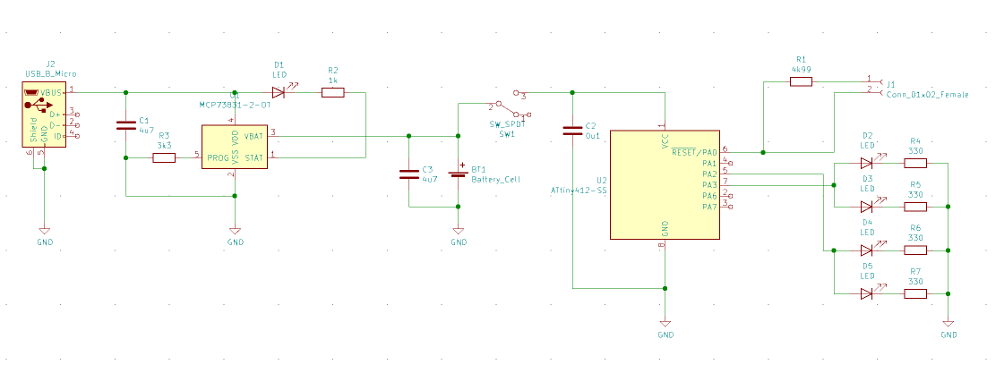 J2
USB_B_Micro
VBUS 1
D+ 3
D- 2
ID 4
Shield
GND
6
5
GND
C1
4u7
R3
3k3
U1
MCP73831-2-OT
4
VSS VDD
VBAT 3
5 PROG
STAT 1
2
GND
D1
LED
R2
1k
C3
4u7
BT1
Battery_Cell
+
GND
2
3
1
SW_SPDT
SW1
C2
0u1
U2
ATtiny412-SS
1
VCC
RESET/PA0 6
PA1 4
PA2 5
PA3 7
PA6 2
PA7 3
GND
8
GND
R1
4k99
1
2
J1
Conn_01x02_Female
D2
LED
R4
330
D3
LED
R5
330
D4
LED
R6
330
D5
LED
R7
330
GND